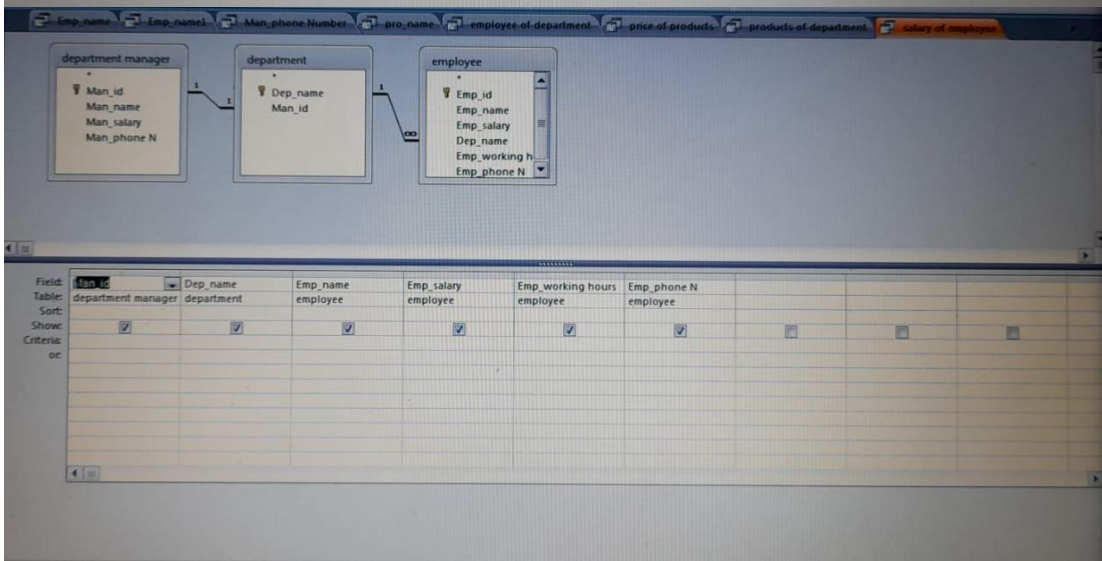 Emp_name Emp_name1 Man_phone Number pro_name employee of department price of products products of department salary of employee
department manager
*
Man_id
Man_name
Man_salary
Man_phone N
1 1
department
*
Dep_name
Man_id
1 ∞
employee
*
Emp_id
Emp_name
Emp_salary
Dep_name
Emp_working h
Emp_phone N
Field: Man_id Dep_name Emp_name Emp_salary Emp_working hours Emp_phone N
Table: department manager department employee employee employee employee
Sort:
Show:
Criteria:
or: